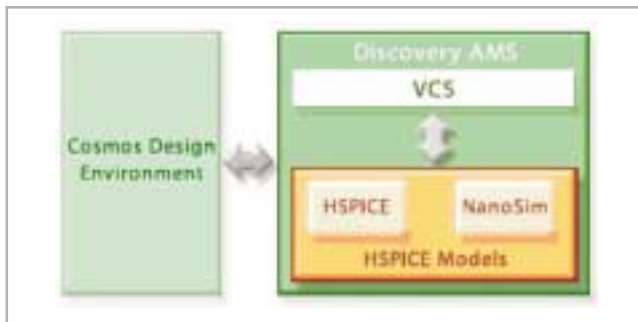 Cosmos Design
Environment
Discovery AMS
VCS
HSPICE
NanoSim
HSPICE Models